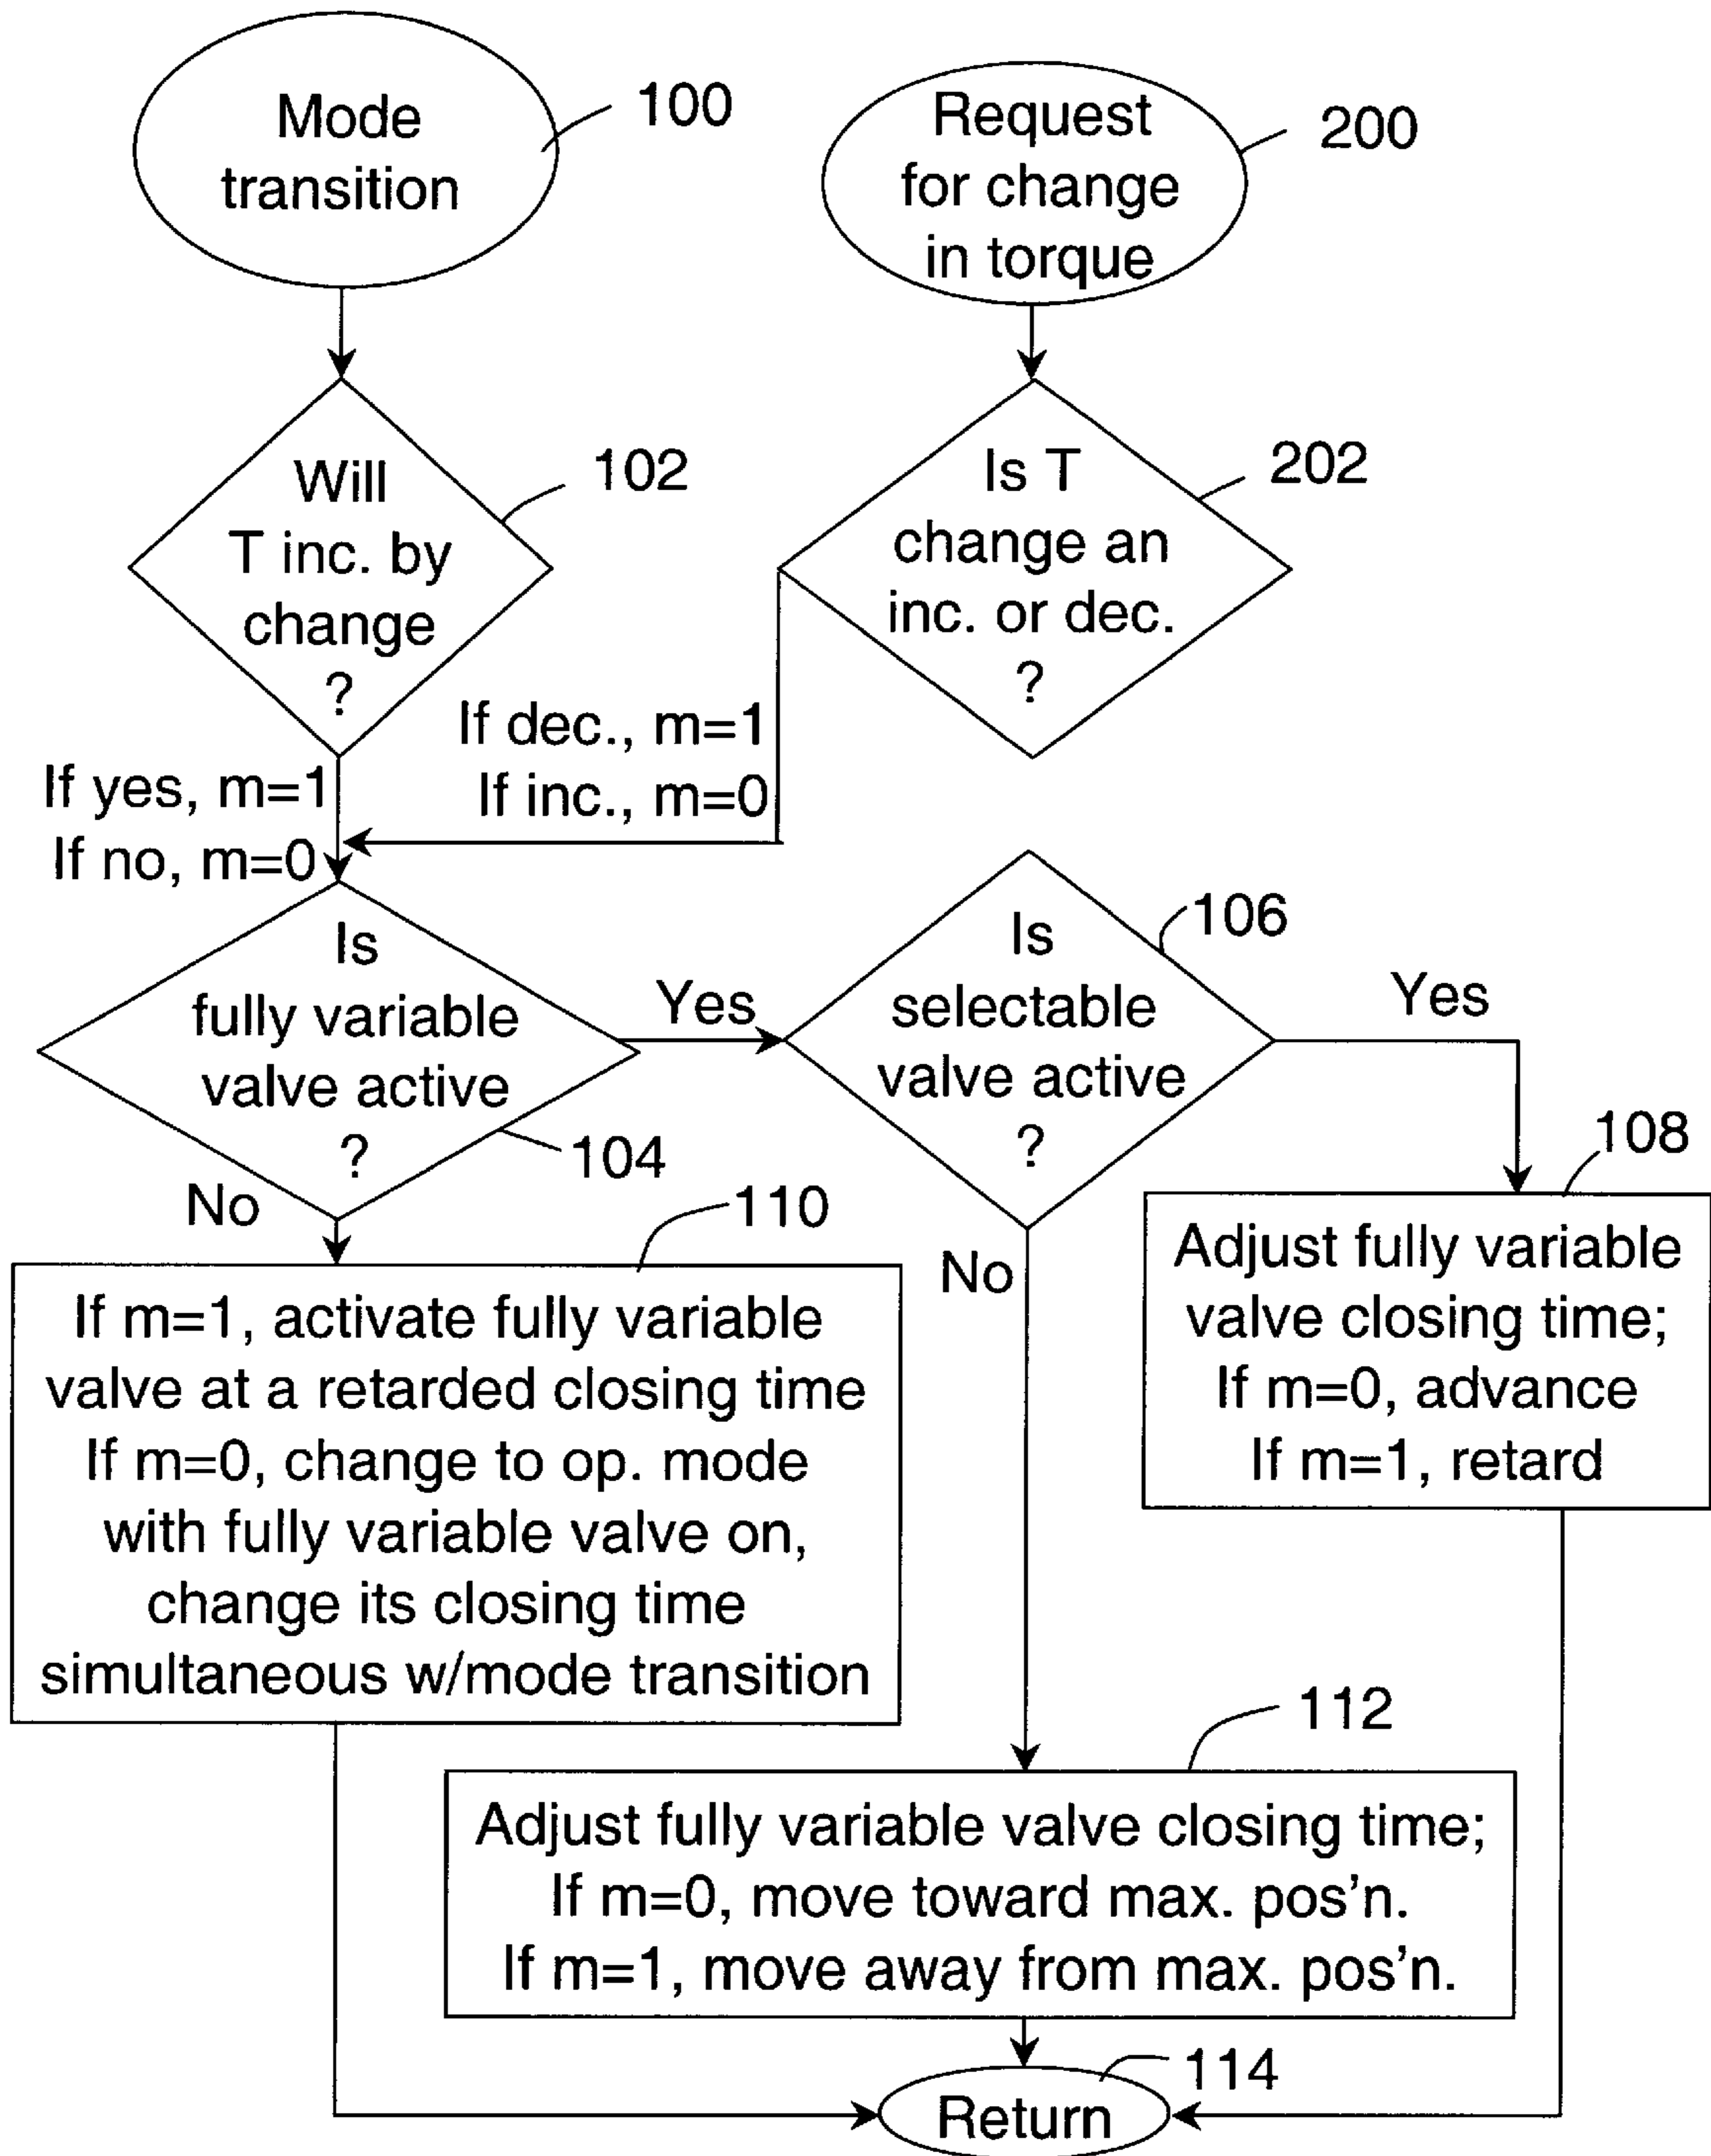 Mode
transition
100
Request
for change
in torque
200
Will
T inc. by
change
?
102
Is T
change an
inc. or dec.
?
202
If dec., m=1
If inc., m=0
If yes, m=1
If no, m=0
Is
fully variable
valve active
?
104
Yes
No
Is
selectable
valve active
?
106
Yes
No
108
Adjust fully variable
valve closing time;
If m=0, advance
If m=1, retard
110
If m=1, activate fully variable
valve at a retarded closing time
If m=0, change to op. mode
with fully variable valve on,
change its closing time
simultaneous w/mode transition
112
Adjust fully variable valve closing time;
If m=0, move toward max. pos'n.
If m=1, move away from max. pos'n.
114
Return